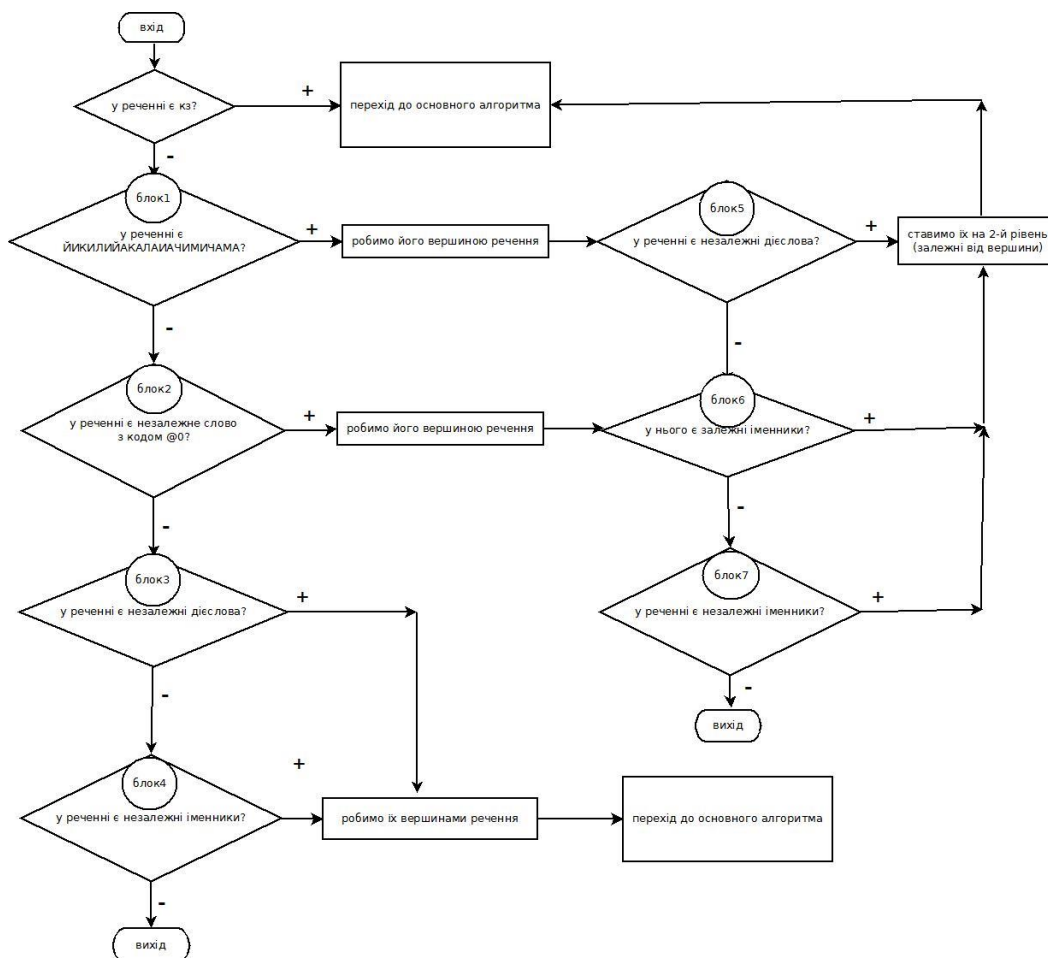 вхід
у реченні є кз?
+
перехід до основного алгоритма
-
блок1
у реченні є
ЙИКИЛИЙАКАЛАИАЧИМИЧАМА?
+
робимо його вершиною речення
блок5
у реченні є незалежні дієслова?
+
ставимо їх на 2-й рівень
(залежні від вершини)
-
-
блок2
у реченні є незалежне слово
з кодом @0?
+
робимо його вершиною речення
блок6
у нього є залежні іменники?
+
-
-
блок3
у реченні є незалежні дієслова?
+
блок7
у реченні є незалежні іменники?
+
-
-
вихід
блок4
у реченні є незалежні іменники?
+
робимо їх вершинами речення
перехід до основного алгоритма
-
вихід